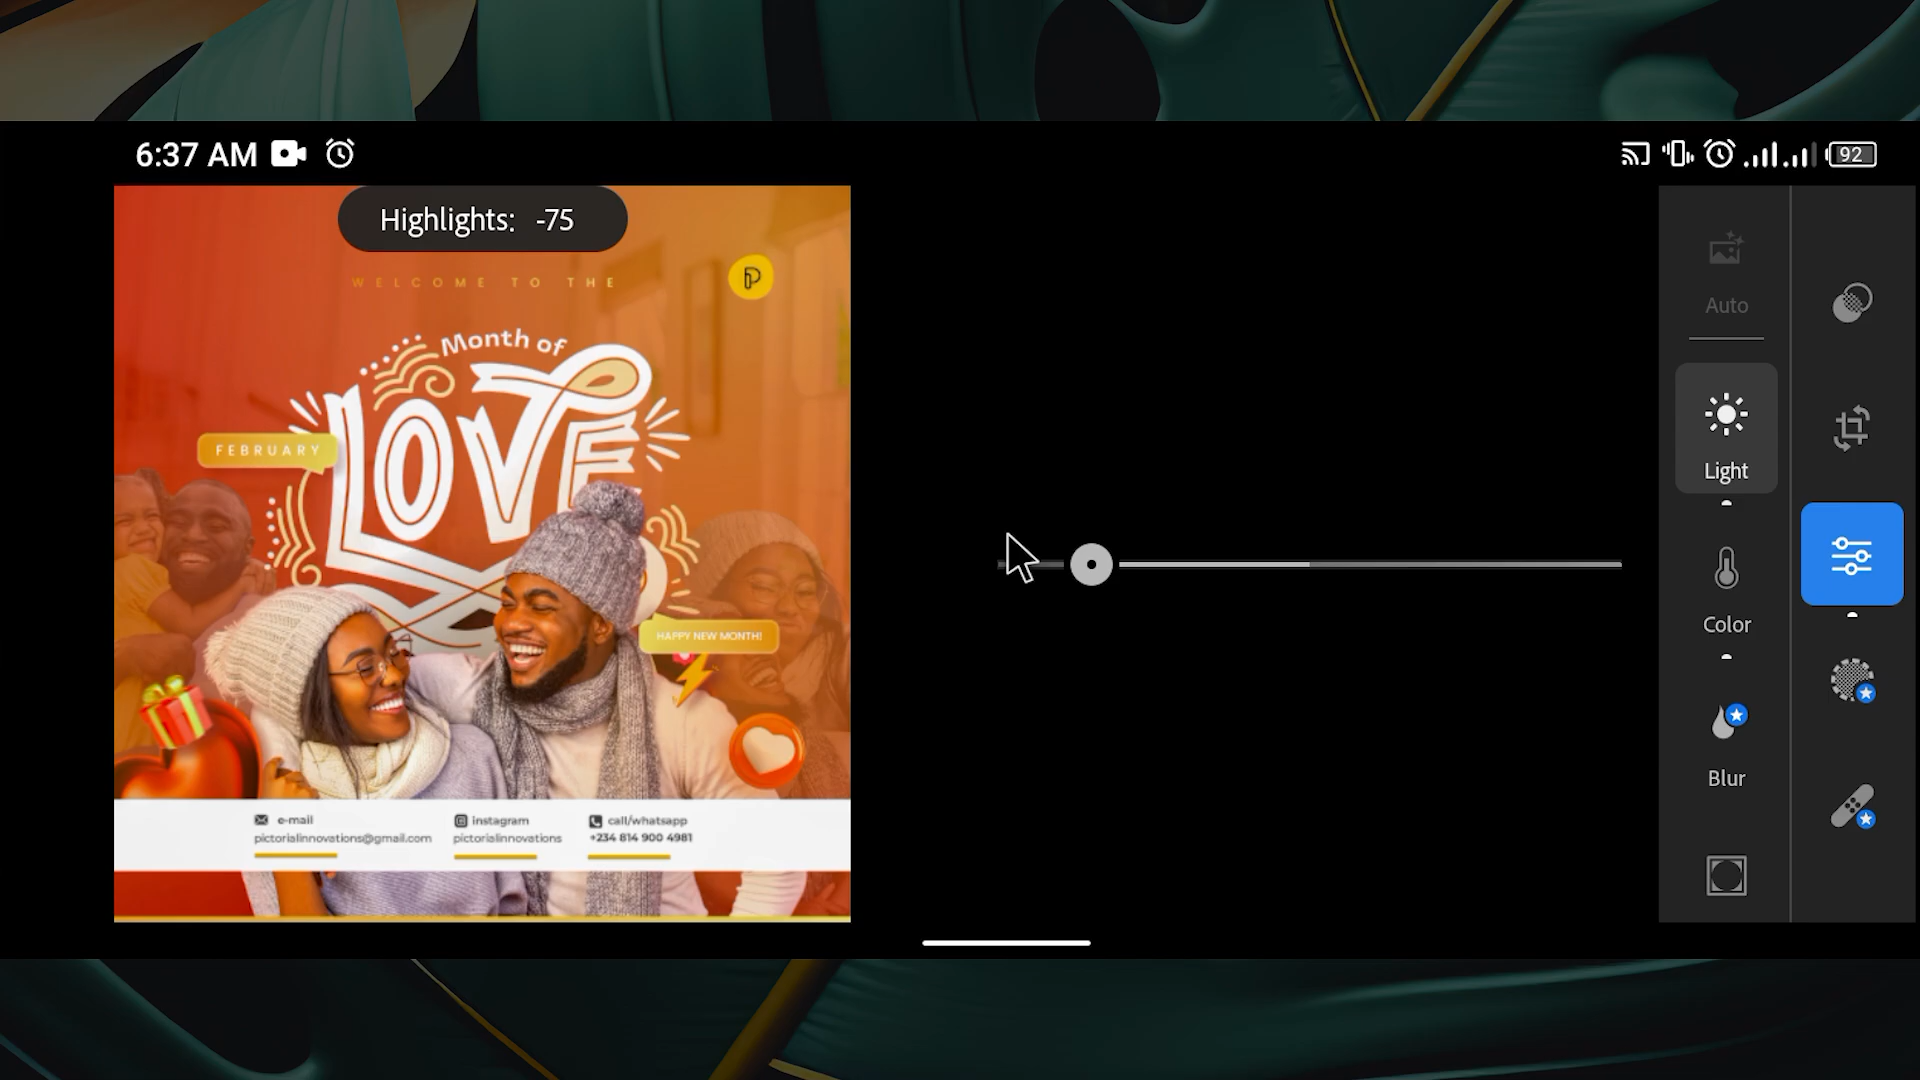 6:37 AM
92
Highlights: -75
WELCOME TO THE
Month of
LOVE
FEBRUARY
HAPPY NEW MONTH!
e-mail
pictorialinnovations@gmail.com
instagram
pictorialinnovations
call/whatsapp
+234 814 900 4981
Auto
Light
Color
Blur